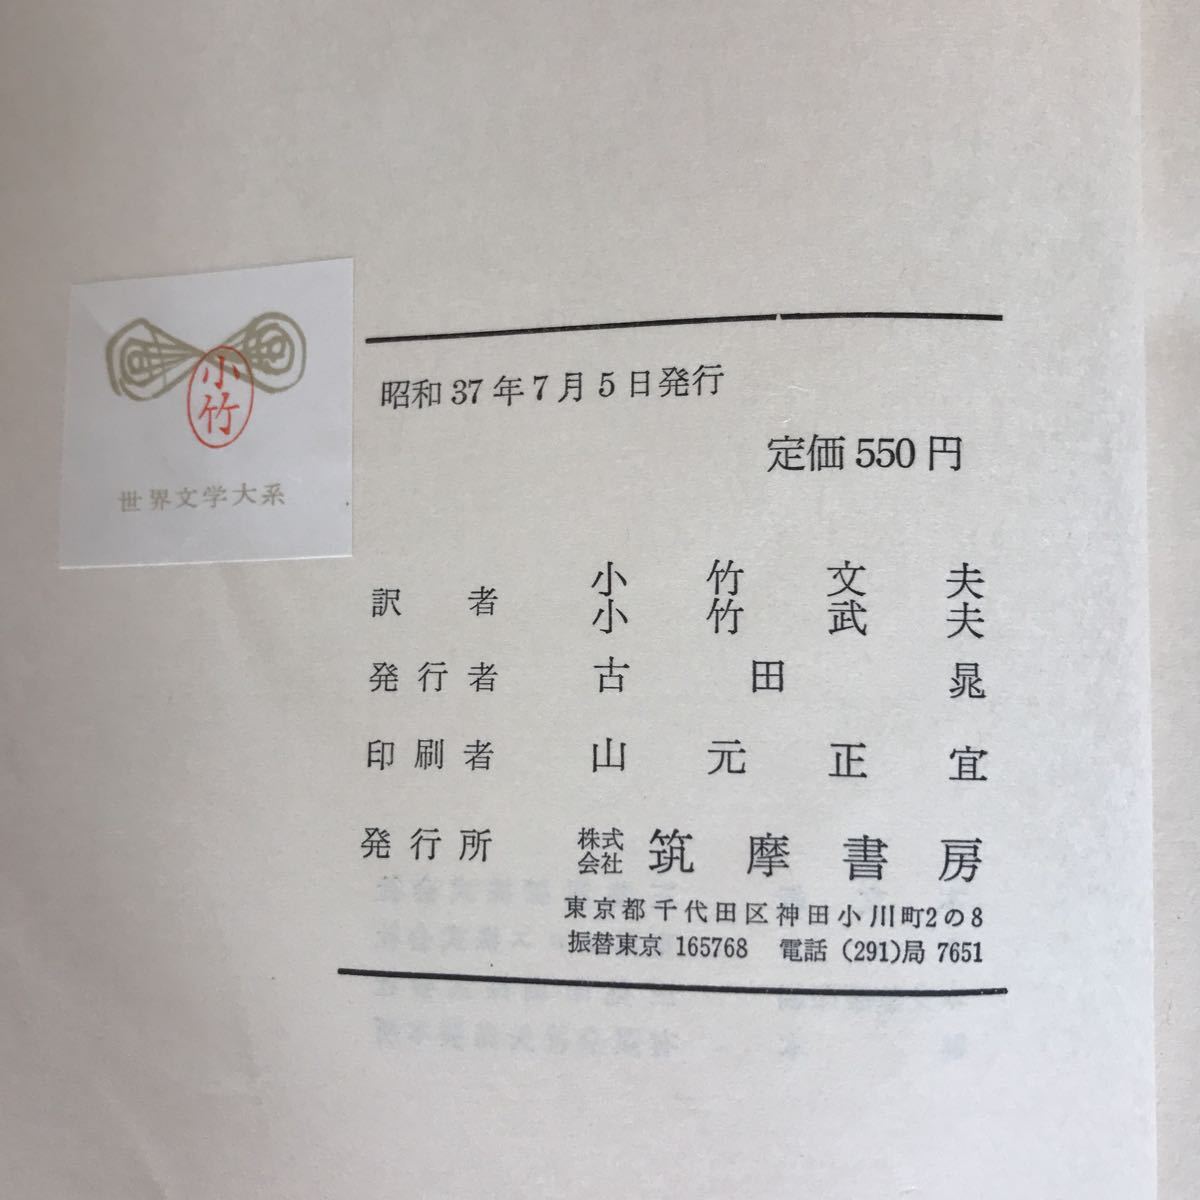 小竹
世界文学大系
昭和37年7月5日発行
定価550円
訳者 小竹文夫
小竹武夫
発行者 古田晁
印刷者 山元正宜
発行所 株式会社 筑摩書房
東京都千代田区神田小川町2の8
振替東京 165768 電話 (291)局 7651